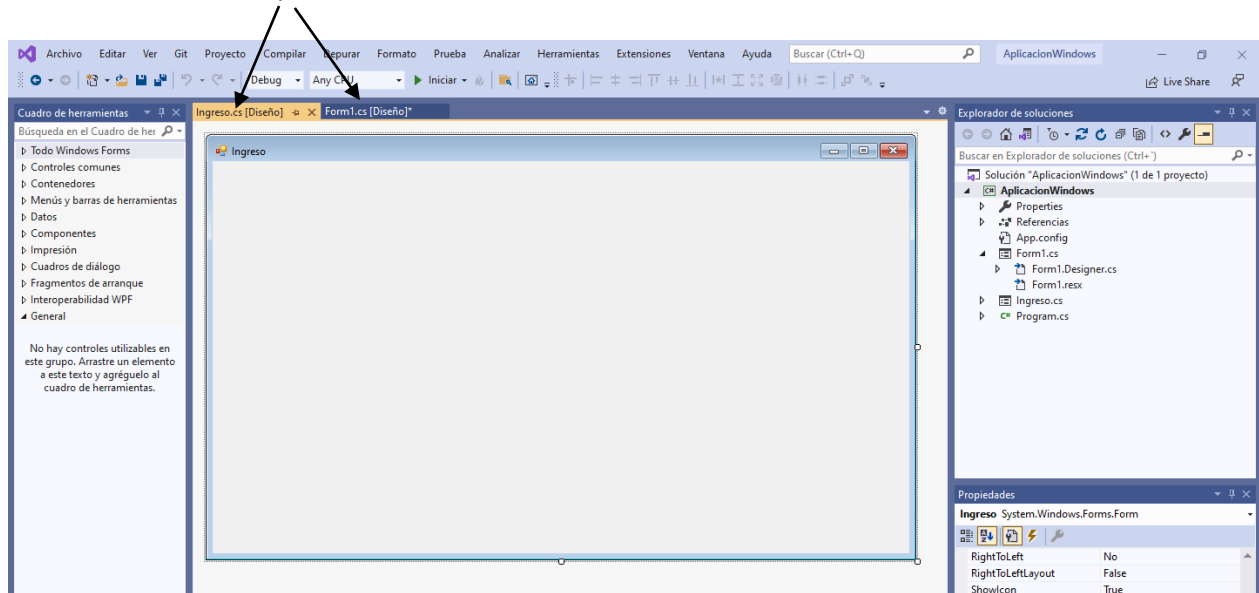 Archivo Editar Ver Git Proyecto Compilar Depurar Formato Prueba Analizar Herramientas Extensiones Ventana Ayuda Buscar (Ctrl+Q) AplicacionWindows
Debug Any CPU Iniciar Live Share
Cuadro de herramientas
Búsqueda en el Cuadro de her
Todo Windows Forms
Controles comunes
Contenedores
Menús y barras de herramientas
Datos
Componentes
Impresión
Cuadros de diálogo
Fragmentos de arranque
Interoperabilidad WPF
General
No hay controles utilizables en
este grupo. Arrastre un elemento
a este texto y agréguelo al
cuadro de herramientas.
Ingreso.cs [Diseño] Form1.cs [Diseño]*
Ingreso
Explorador de soluciones
Buscar en Explorador de soluciones (Ctrl+¨)
Solución "AplicacionWindows" (1 de 1 proyecto)
C# AplicacionWindows
Properties
Referencias
App.config
Form1.cs
Form1.Designer.cs
Form1.resx
Ingreso.cs
C# Program.cs
Propiedades
Ingreso System.Windows.Forms.Form
RightToLeft No
RightToLeftLayout False
ShowIcon True